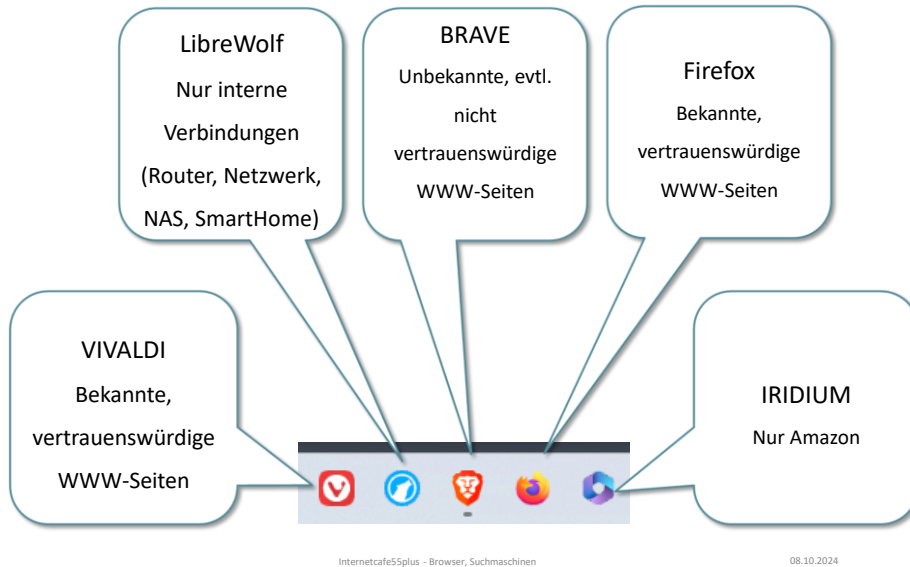 LibreWolf
Nur interne
Verbindungen
(Router, Netzwerk,
NAS, SmartHome)
BRAVE
Unbekannte, evtl.
nicht
vertrauenswürdige
WWW-Seiten
Firefox
Bekannte,
vertrauenswürdige
WWW-Seiten
VIVALDI
Bekannte,
vertrauenswürdige
WWW-Seiten
IRIDIUM
Nur Amazon
Internetcafe55plus - Browser, Suchmaschinen
08.10.2024